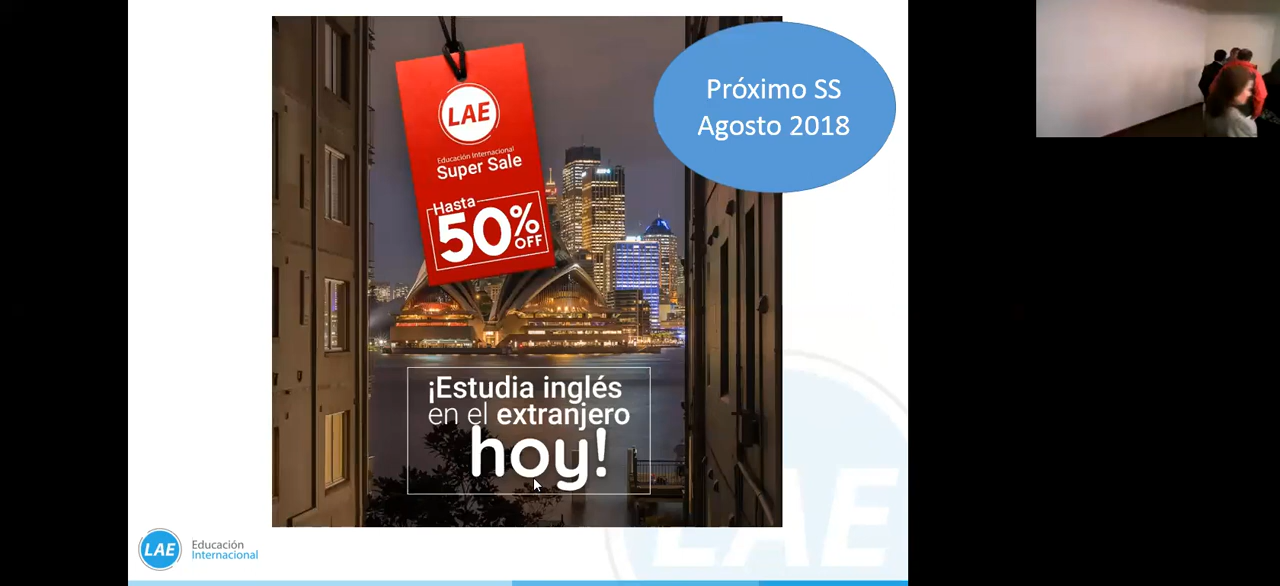 LAE
Educación Internacional
Super Sale
Hasta
50%
OFF
Próximo SS
Agosto 2018
¡Estudia inglés
en el extranjero
hoy!
LAE
Educación
Internacional
LAE